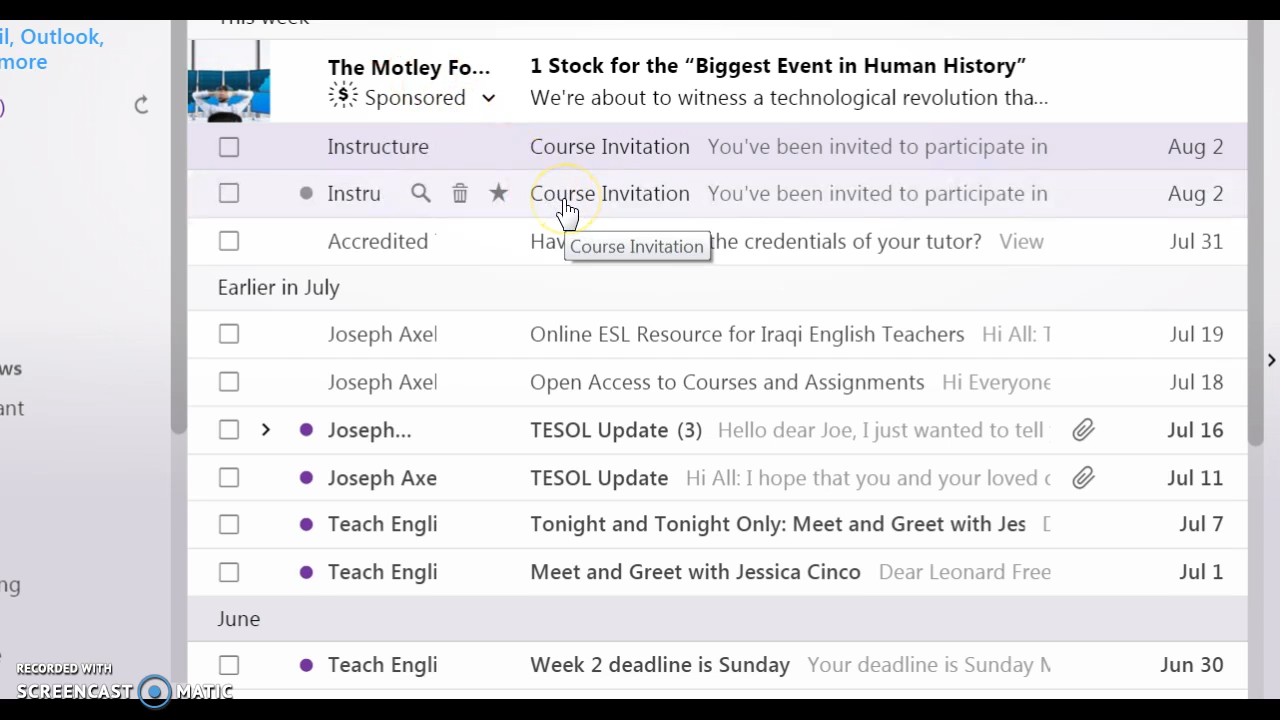 This week
il, Outlook,
more
)
The Motley Fo...
1 Stock for the “Biggest Event in Human History”
Sponsored
We're about to witness a technological revolution tha...
Instructure Course Invitation You've been invited to participate in Aug 2
Instru Course Invitation You've been invited to participate in Aug 2
Accredited Hav the credentials of your tutor? View Jul 31
Course Invitation
Earlier in July
Joseph Axel Online ESL Resource for Iraqi English Teachers Hi All: T Jul 19
ws
Joseph Axel Open Access to Courses and Assignments Hi Everyone Jul 18
ant
Joseph... TESOL Update (3) Hello dear Joe, I just wanted to tell Jul 16
Joseph Axe TESOL Update Hi All: I hope that you and your loved o Jul 11
Teach Engli Tonight and Tonight Only: Meet and Greet with Jes D Jul 7
Teach Engli Meet and Greet with Jessica Cinco Dear Leonard Free Jul 1
ng
June
Teach Engli Week 2 deadline is Sunday Your deadline is Sunday M Jun 30
RECORDED WITH
SCREENCAST MATIC